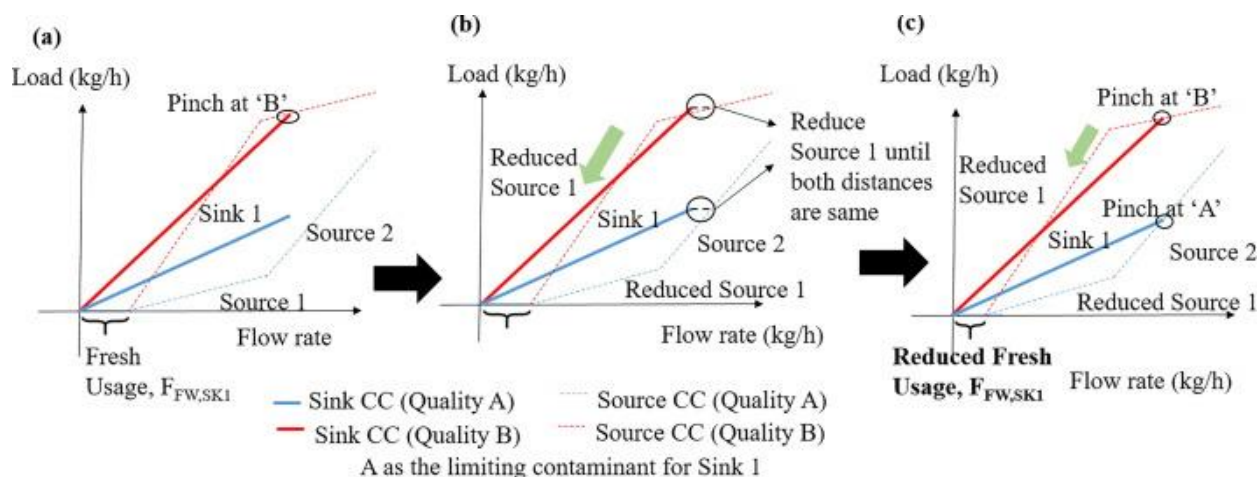 (a)
Load (kg/h)
Pinch at ‘B’
Sink 1
Source 2
Source 1
Flow rate
Fresh
Usage, F_FW,SK1
(b)
Load (kg/h)
Reduced
Source 1
Reduce
Source 1 until
both distances
are same
Sink 1
Source 2
Reduced Source 1
Flow rate (kg/h)
(c)
Load (kg/h)
Pinch at ‘B’
Reduced
Source 1
Pinch at ‘A’
Sink 1
Source 2
Reduced Source 1
Reduced Fresh
Usage, F_FW,SK1
Flow rate (kg/h)
Sink CC (Quality A)
Source CC (Quality A)
Sink CC (Quality B)
Source CC (Quality B)
A as the limiting contaminant for Sink 1